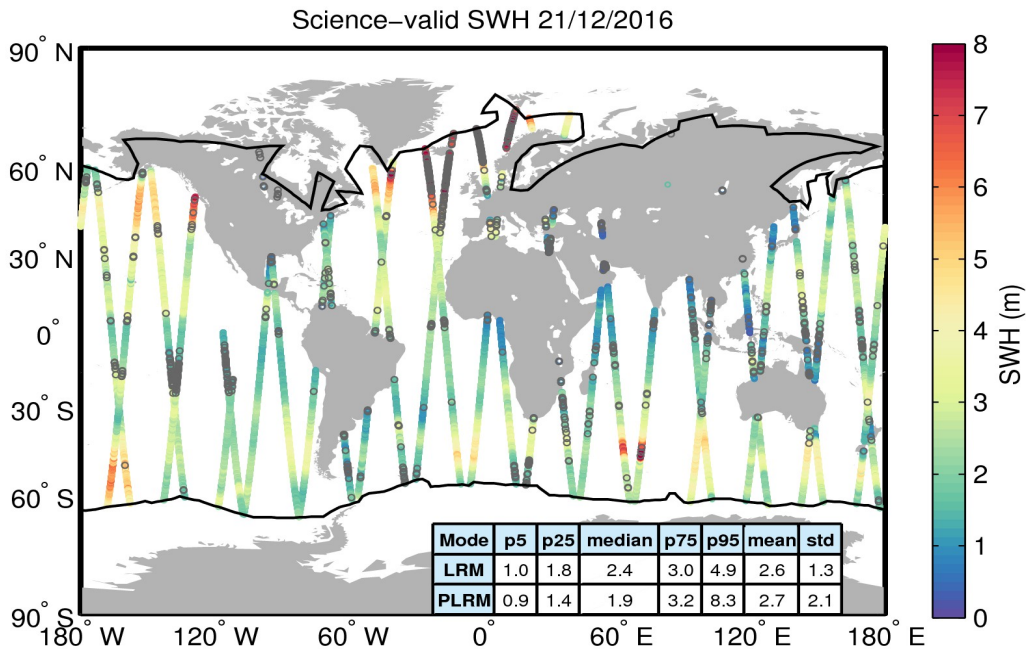 Science−valid SWH 21/12/2016
90° N
60° N
30° N
0°
30° S
60° S
90° S
180° W
120° W
60° W
0°
60° E
120° E
180° E
Mode p5 p25 median p75 p95 mean std
LRM 1.0 1.8 2.4 3.0 4.9 2.6 1.3
PLRM 0.9 1.4 1.9 3.2 8.3 2.7 2.1
8
7
6
5
4
3
2
1
0
SWH (m)